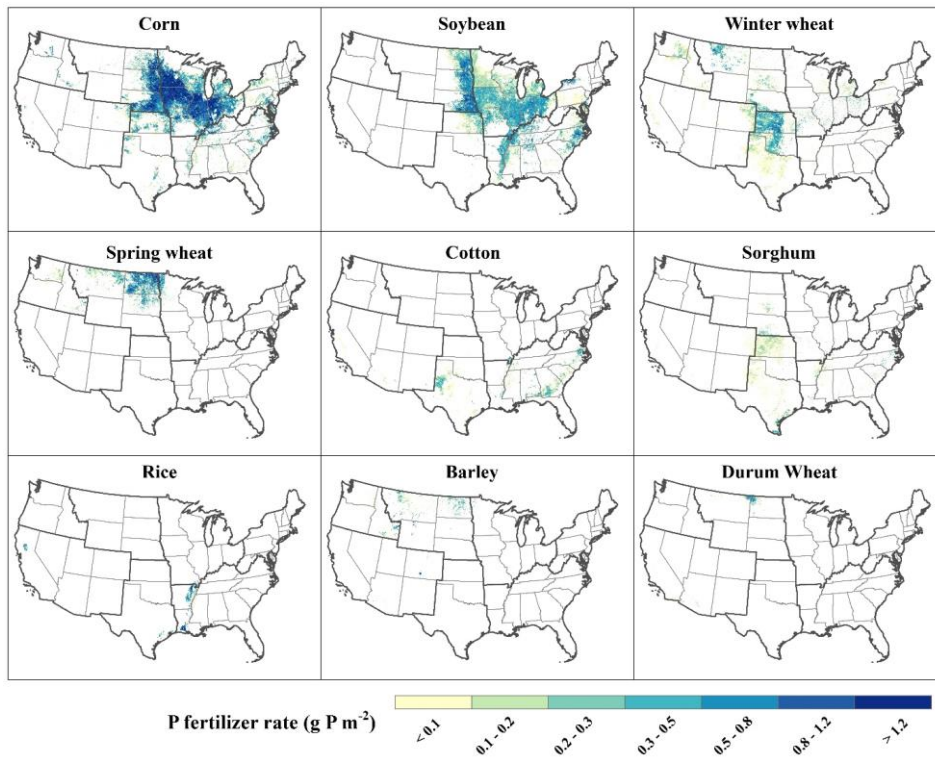 Corn
Soybean
Winter wheat
Spring wheat
Cotton
Sorghum
Rice
Barley
Durum Wheat
P fertilizer rate (g P m⁻²)
< 0.1
0.1 - 0.2
0.2 - 0.3
0.3 - 0.5
0.5 - 0.8
0.8 - 1.2
> 1.2